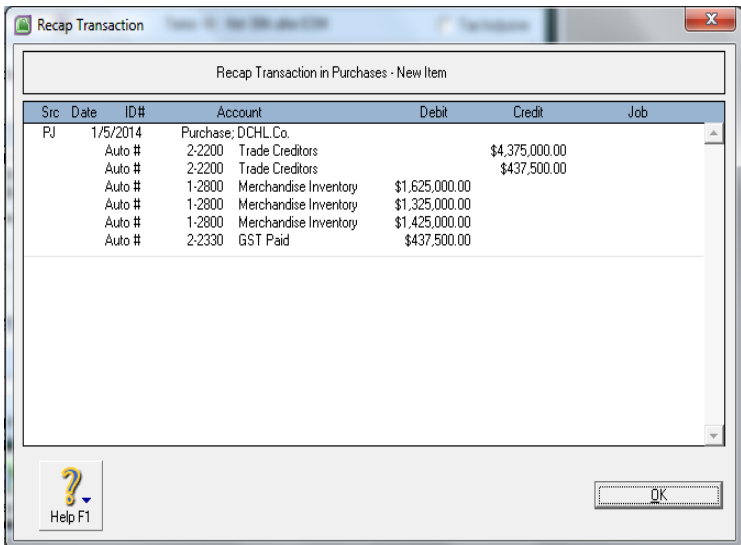 Recap Transaction
Recap Transaction in Purchases - New Item
Src Date ID# Account Debit Credit Job
PJ 1/5/2014 Purchase; DCHL.Co.
Auto # 2-2200 Trade Creditors $4,375,000.00
Auto # 2-2200 Trade Creditors $437,500.00
Auto # 1-2800 Merchandise Inventory $1,625,000.00
Auto # 1-2800 Merchandise Inventory $1,325,000.00
Auto # 1-2800 Merchandise Inventory $1,425,000.00
Auto # 2-2330 GST Paid $437,500.00
Help F1
OK